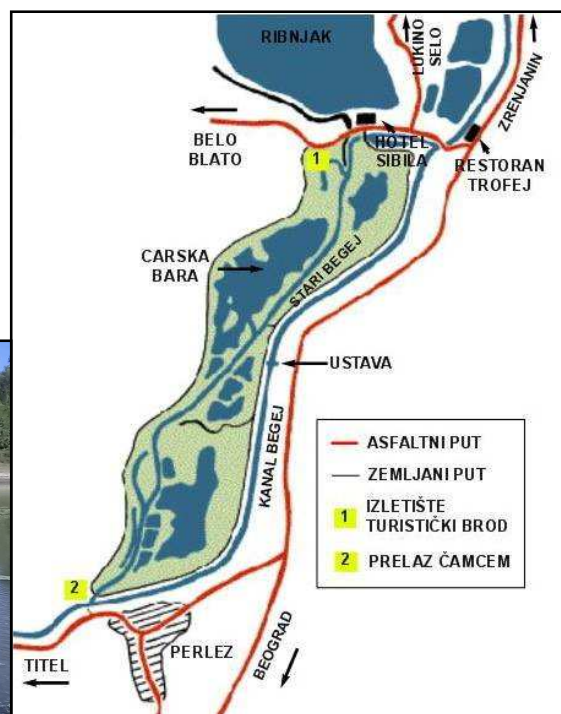 RIBNJAK
LUKINO
SELO
ZRENJANIN
BELO
BLATO
HOTEL
SIBILA
RESTORAN
TROFEJ
1
CARSKA
BARA
STARI BEGEJ
USTAVA
KANAL BEGEJ
ASFALTNI PUT
ZEMLJANI PUT
1
IZLETIŠTE
TURISTIČKI BROD
2
PRELAZ ČAMCEM
2
PERLEZ
BEOGRAD
TITEL